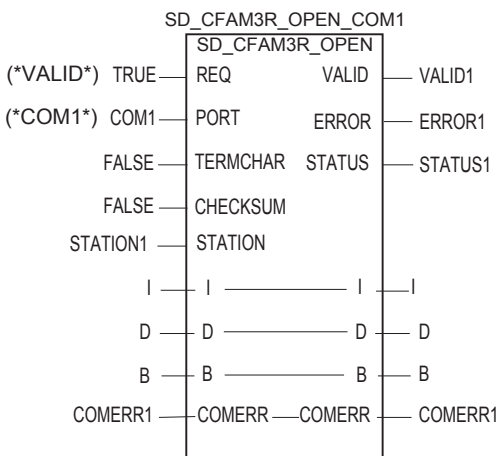 SD_CFAM3R_OPEN_COM1
SD_CFAM3R_OPEN
(*VALID*) TRUE REQ VALID VALID1
(*COM1*) COM1 PORT ERROR ERROR1
FALSE TERMCHAR STATUS STATUS1
FALSE CHECKSUM
STATION1 STATION
I I I I
D D D D
B B B B
COMERR1 COMERR COMERR COMERR1